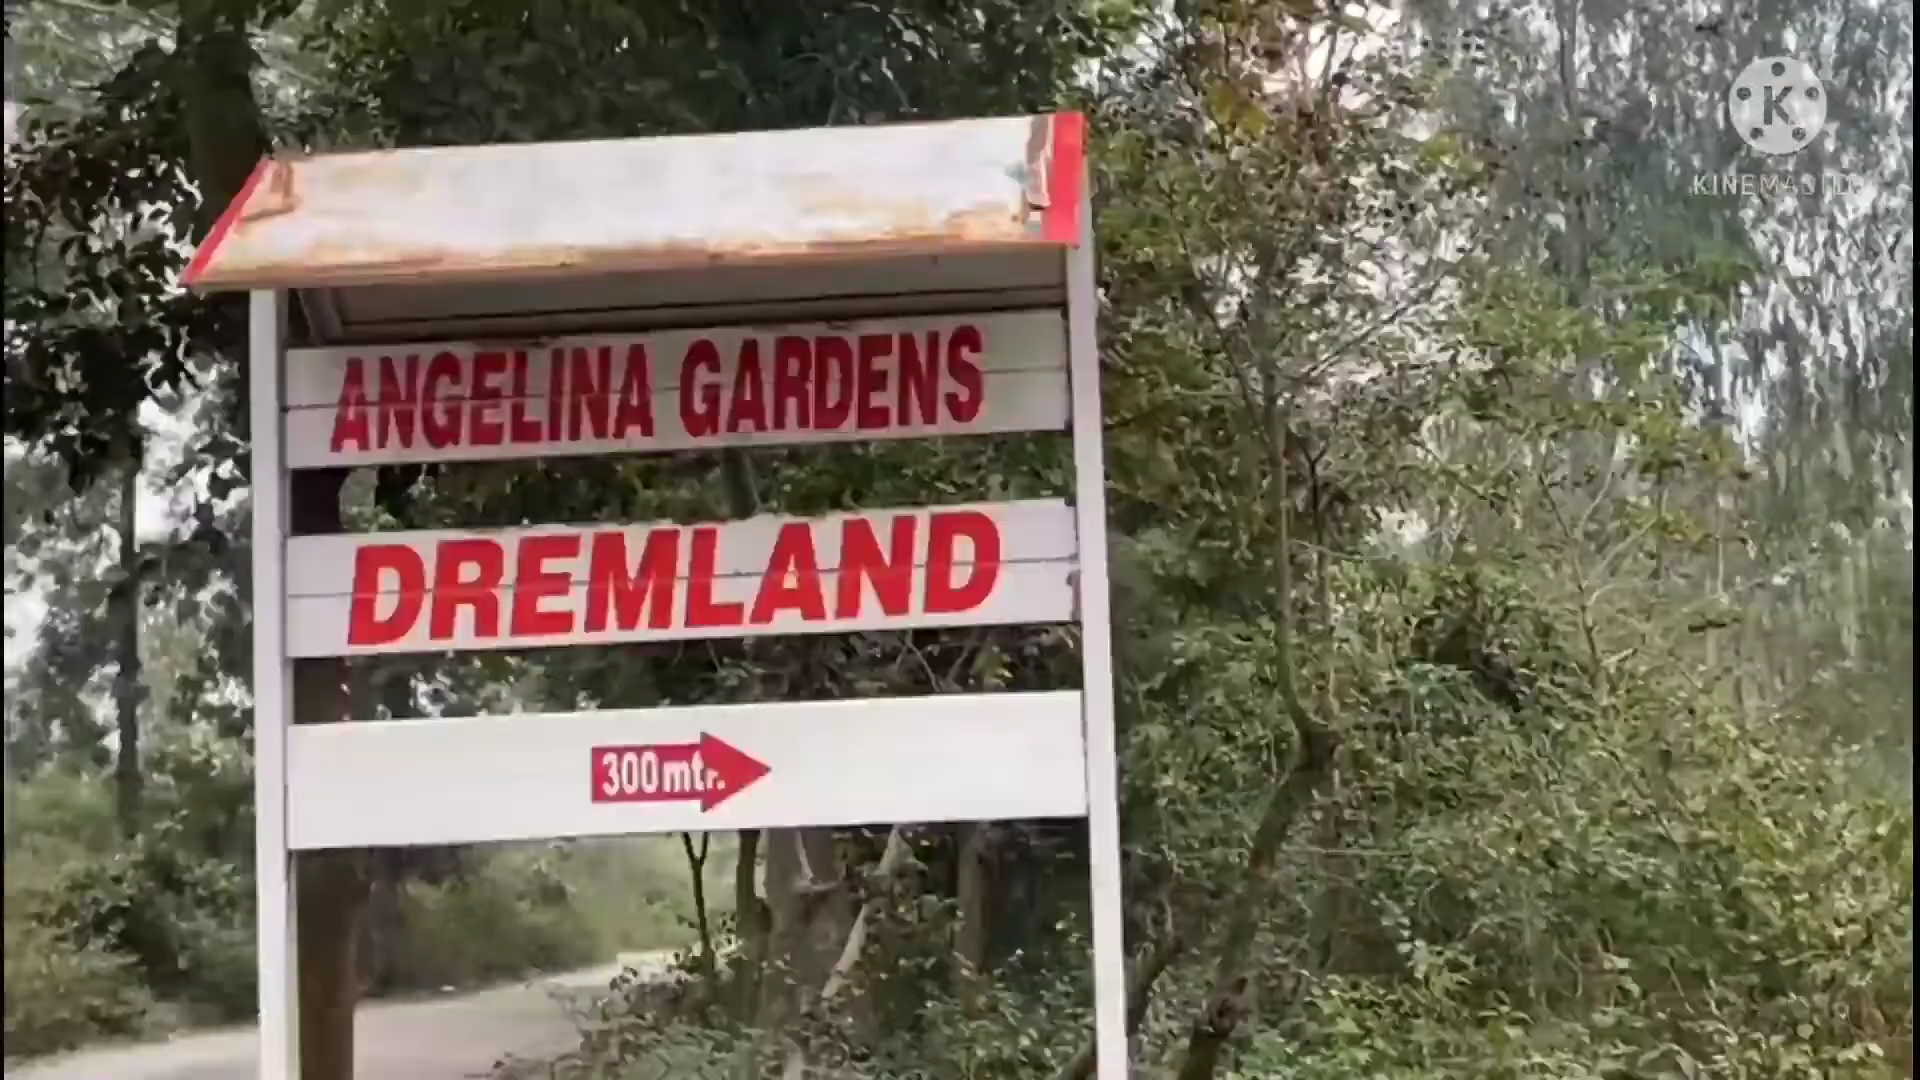 K
KINEMASTER
ANGELINA GARDENS
DREMLAND
300mtr.